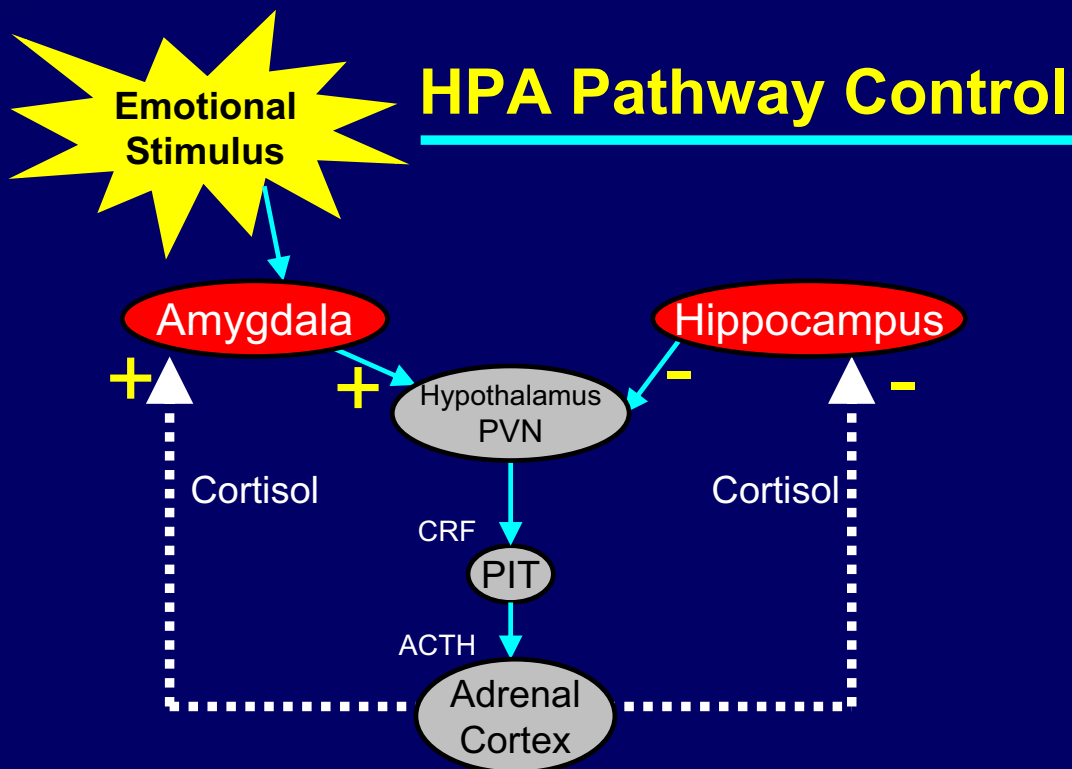 Emotional
Stimulus
HPA Pathway Control
Amygdala
Hippocampus
+
+
-
-
Hypothalamus
PVN
Cortisol
Cortisol
CRF
PIT
ACTH
Adrenal
Cortex